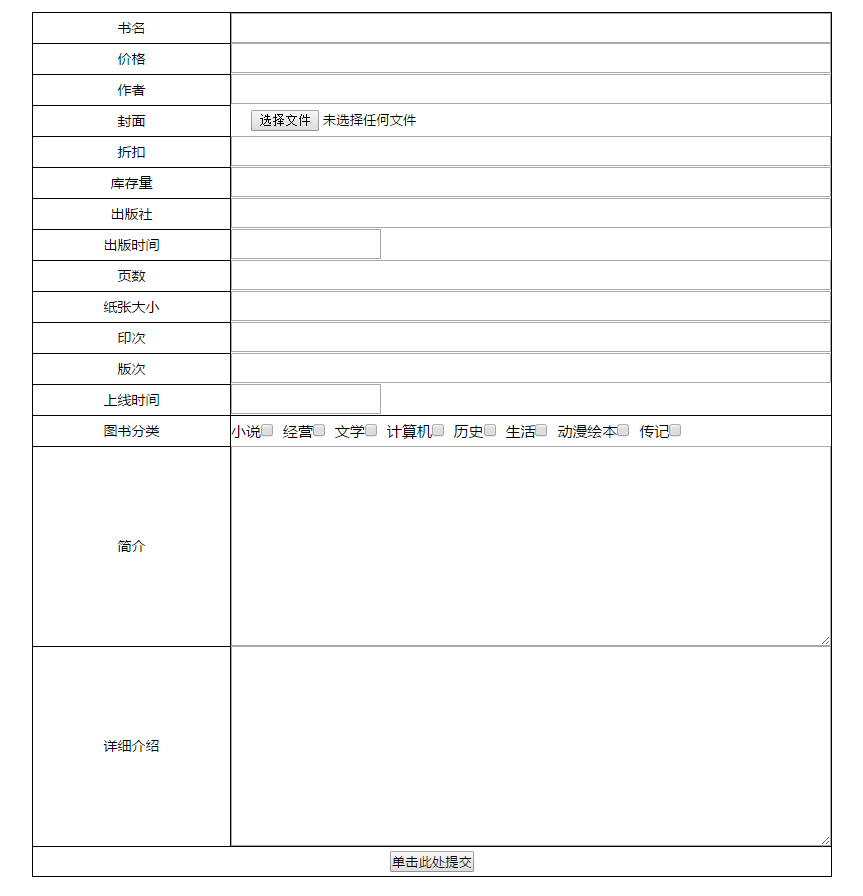 书名
价格
作者
封面 选择文件 未选择任何文件
折扣
库存量
出版社
出版时间
页数
纸张大小
印次
版次
上线时间
图书分类 小说 经营 文学 计算机 历史 生活 动漫绘本 传记
简介
详细介绍
单击此处提交